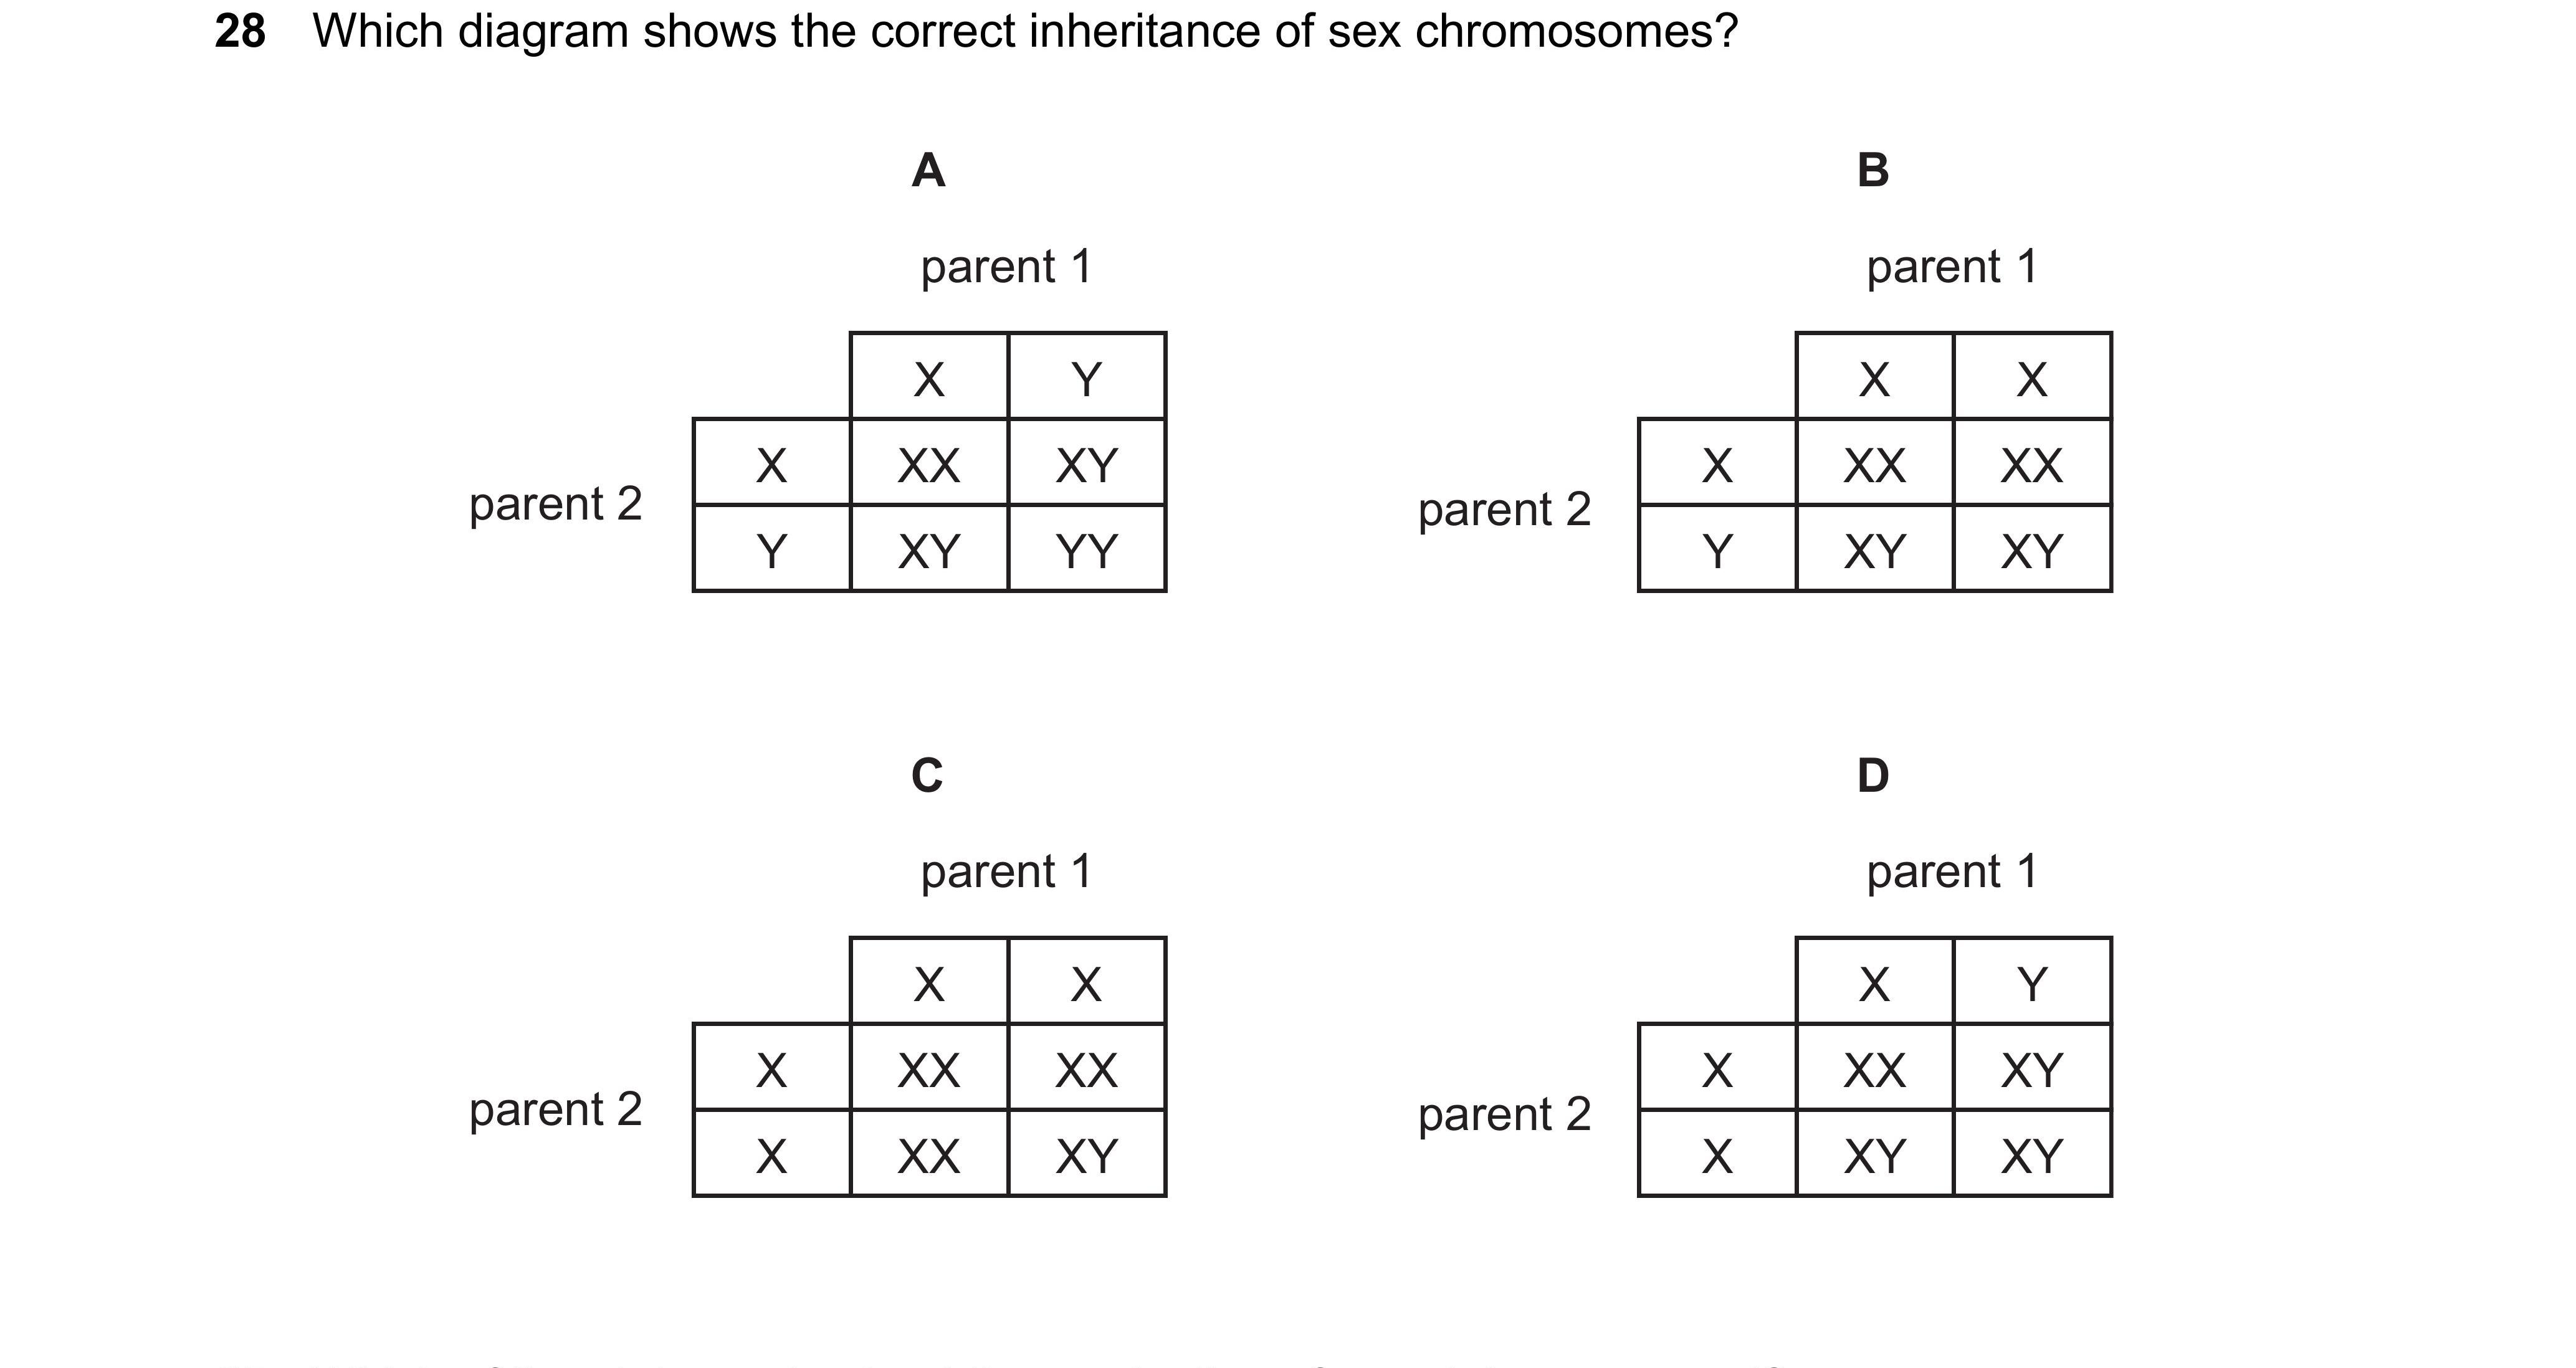 28 Which diagram shows the correct inheritance of sex chromosomes?
A
parent 1
X Y
X XX XY
parent 2
Y XY YY
B
parent 1
X X
X XX XX
parent 2
Y XY XY
C
parent 1
X X
X XX XX
parent 2
X XX XY
D
parent 1
X Y
X XX XY
parent 2
X XY XY